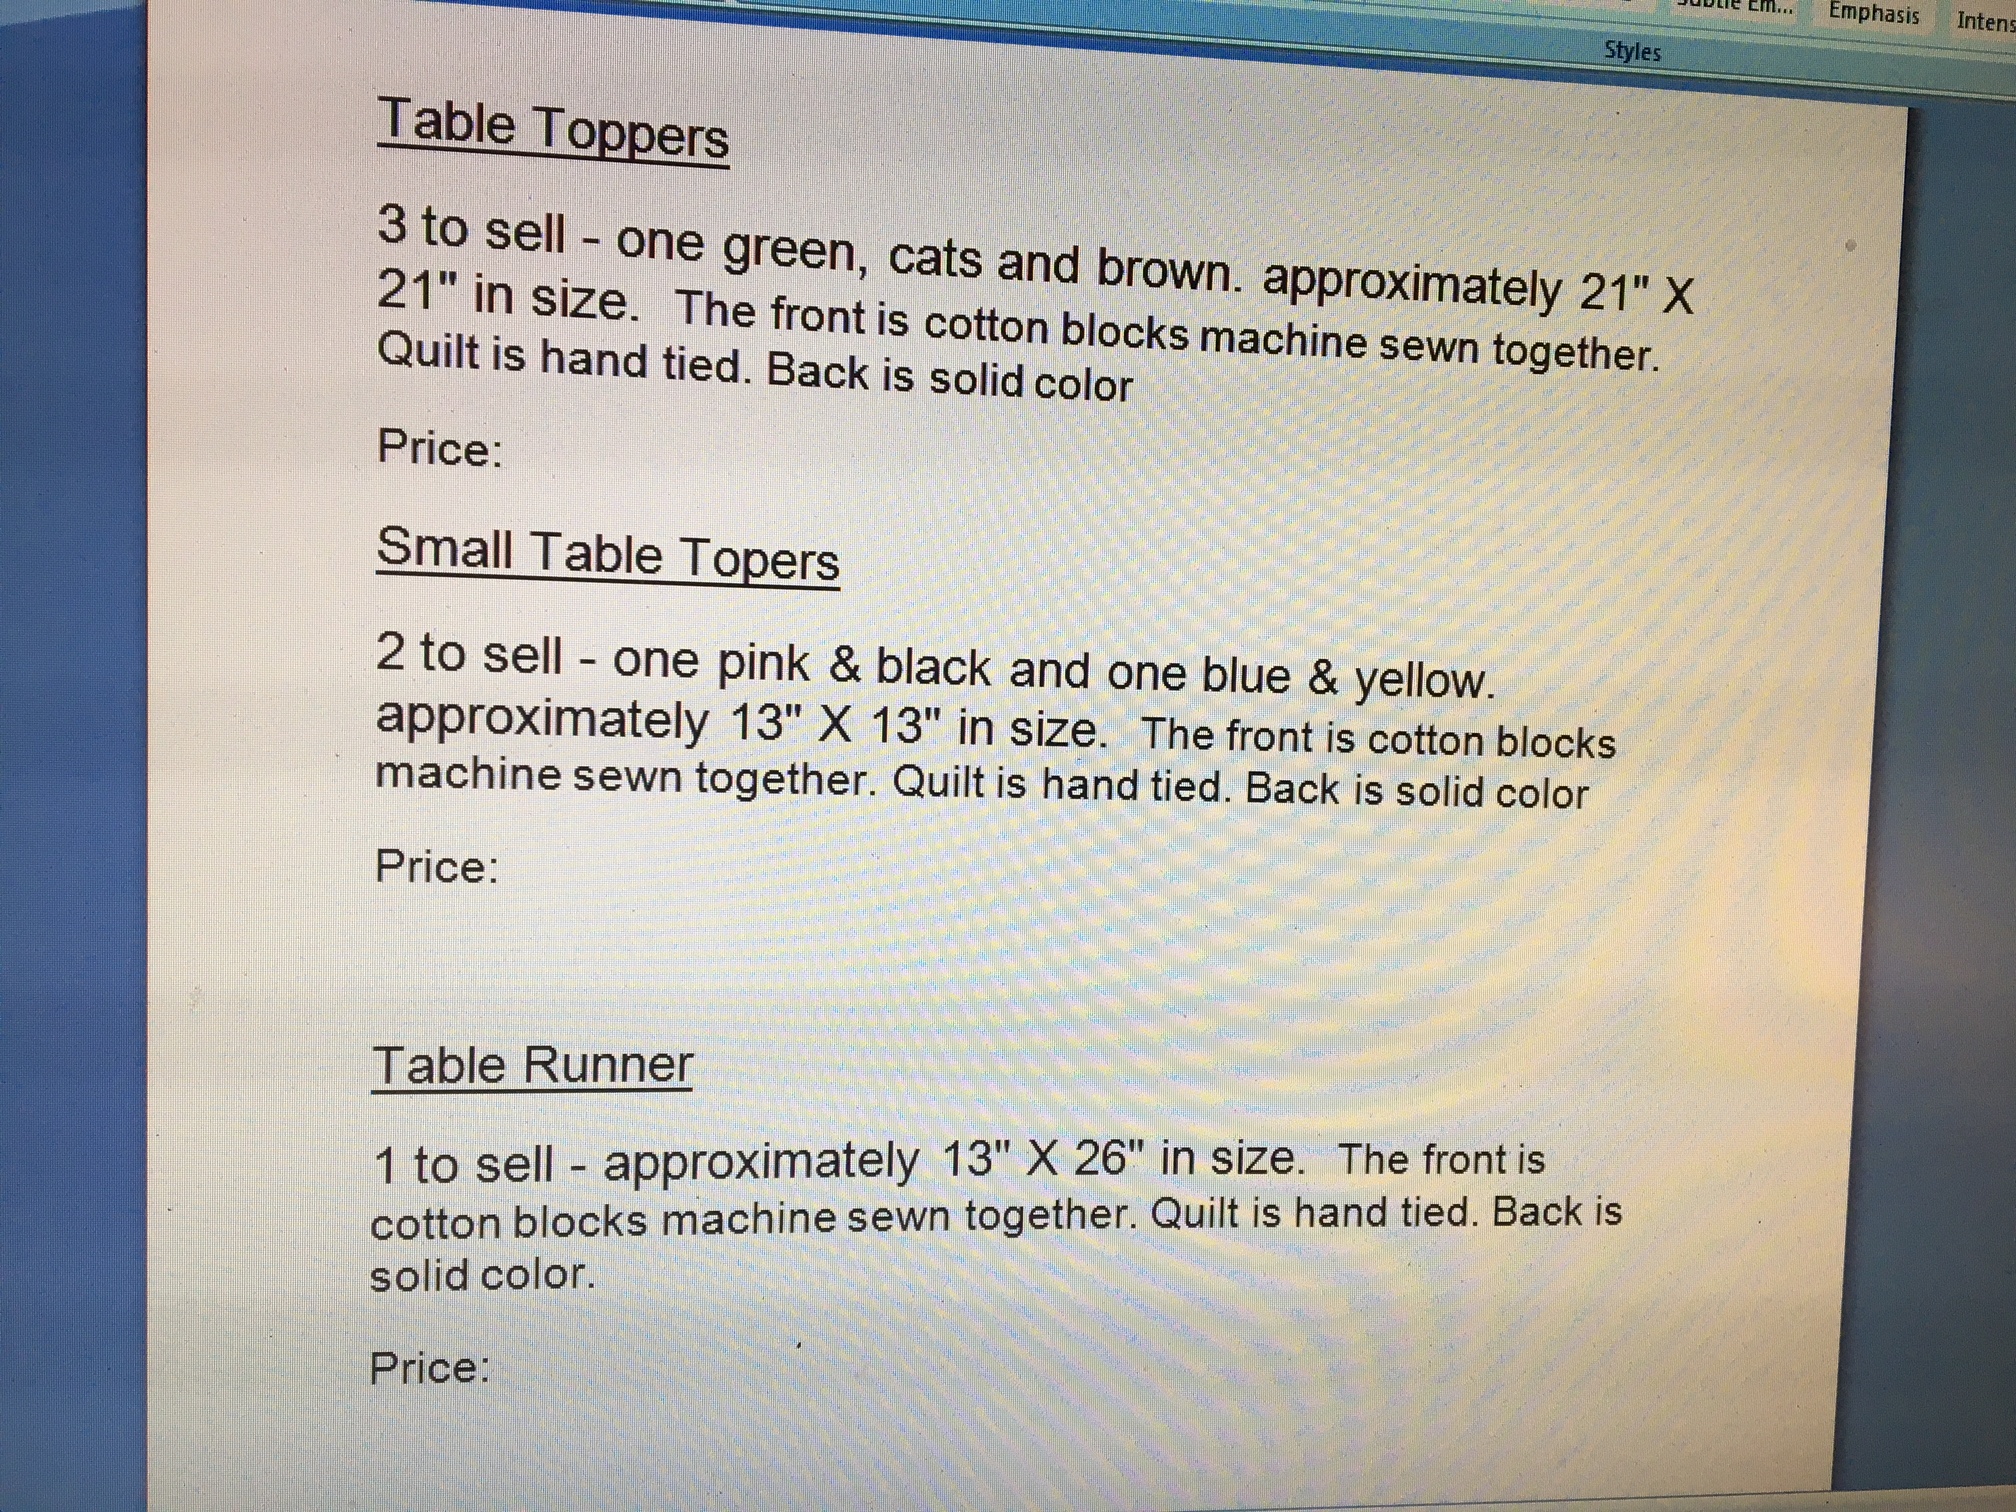 Emphasis
Styles
Table Toppers
3 to sell - one green, cats and brown. approximately 21" X
21" in size. The front is cotton blocks machine sewn together.
Quilt is hand tied. Back is solid color
Price:
Small Table Topers
2 to sell - one pink & black and one blue & yellow.
approximately 13" X 13" in size. The front is cotton blocks
machine sewn together. Quilt is hand tied. Back is solid color
Price:
Table Runner
1 to sell - approximately 13" X 26" in size. The front is
cotton blocks machine sewn together. Quilt is hand tied. Back is
solid color.
Price: